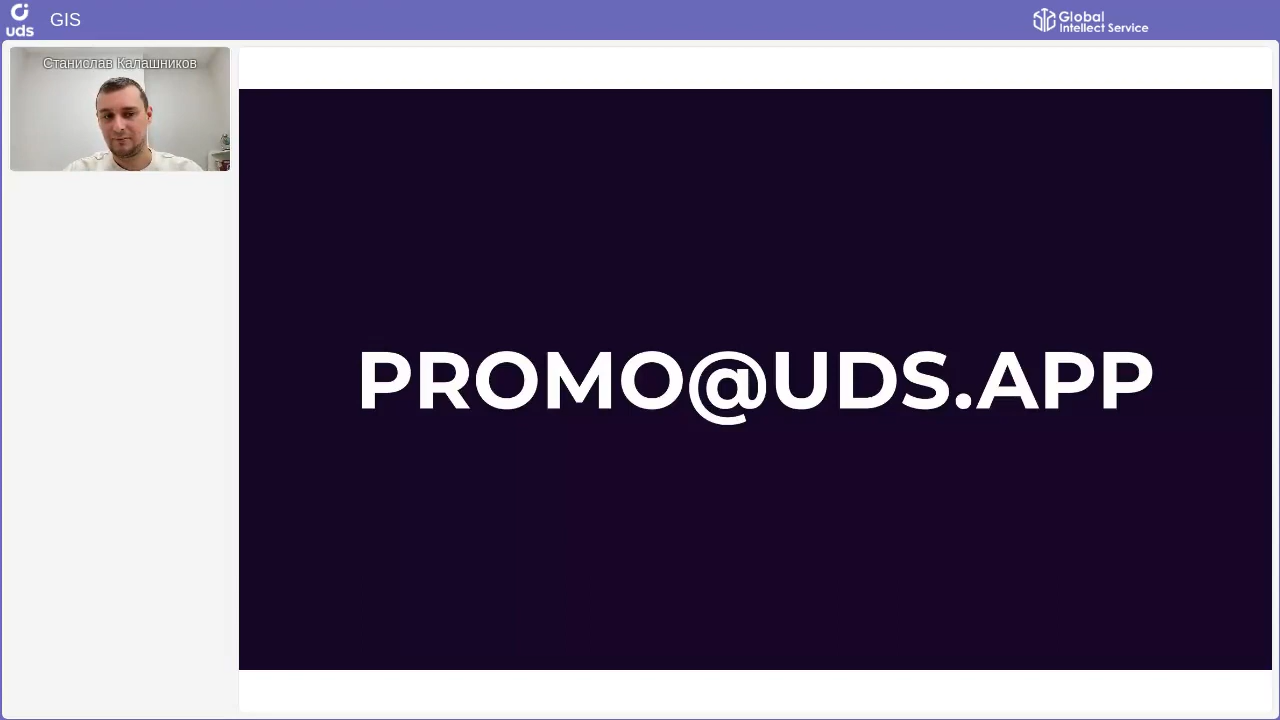 uds
GIS
Global
Intellect Service
Станислав Калашников
PROMO@UDS.APP